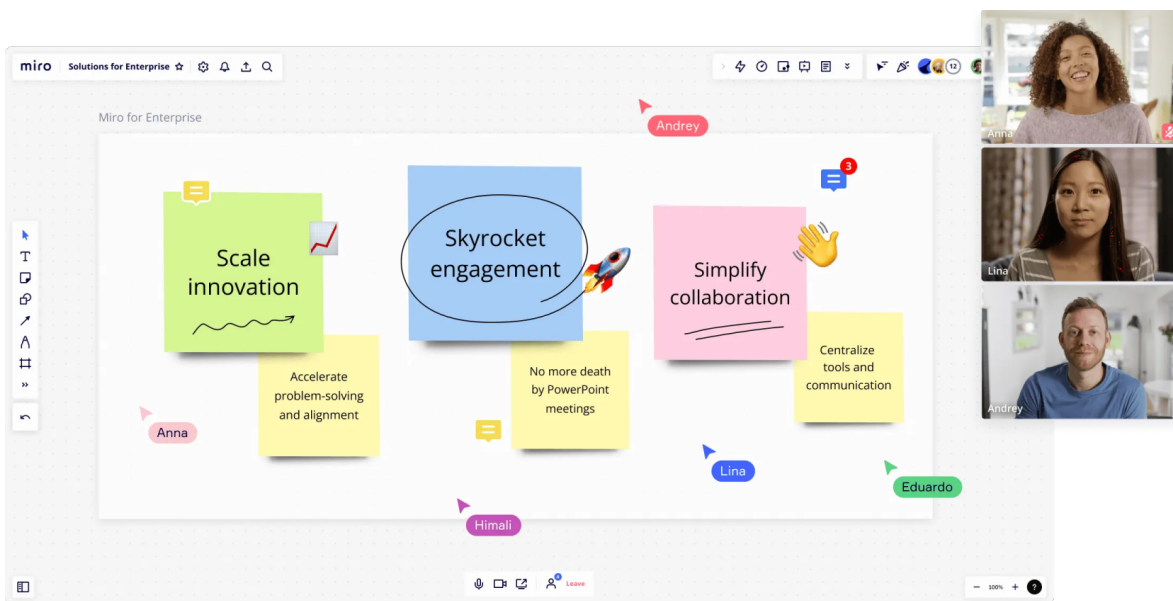 miro
Solutions for Enterprise
12
Miro for Enterprise
Andrey
3
Scale
innovation
Skyrocket
engagement
Simplify
collaboration
Accelerate
problem-solving
and alignment
No more death
by PowerPoint
meetings
Centralize
tools and
communication
Anna
Lina
Eduardo
Himali
Anna
Lina
Andrey
T
Leave
100%
?